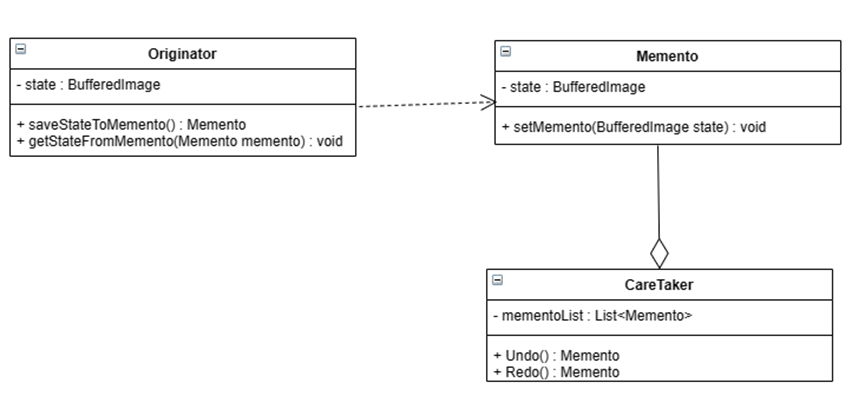 Originator
- state : BufferedImage
+ saveStateToMemento() : Memento
+ getStateFromMemento(Memento memento) : void
Memento
- state : BufferedImage
+ setMemento(BufferedImage state) : void
CareTaker
- mementoList : List<Memento>
+ Undo() : Memento
+ Redo() : Memento